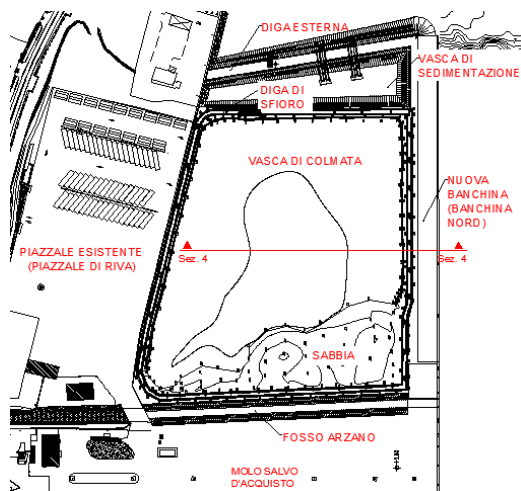 DIGA ESTERNA
VASCA DI
SEDIMENTAZIONE
DIGA DI
SFIORO
VASCA DI COLMATA
NUOVA
BANCHINA
(BANCHINA
NORD)
PIAZZALE ESISTENTE
(PIAZZALE DI RIVA)
Sez. 4
Sez. 4
SABBIA
FOSSO ARZANO
MOLO SALVO
D'ACQUISTO